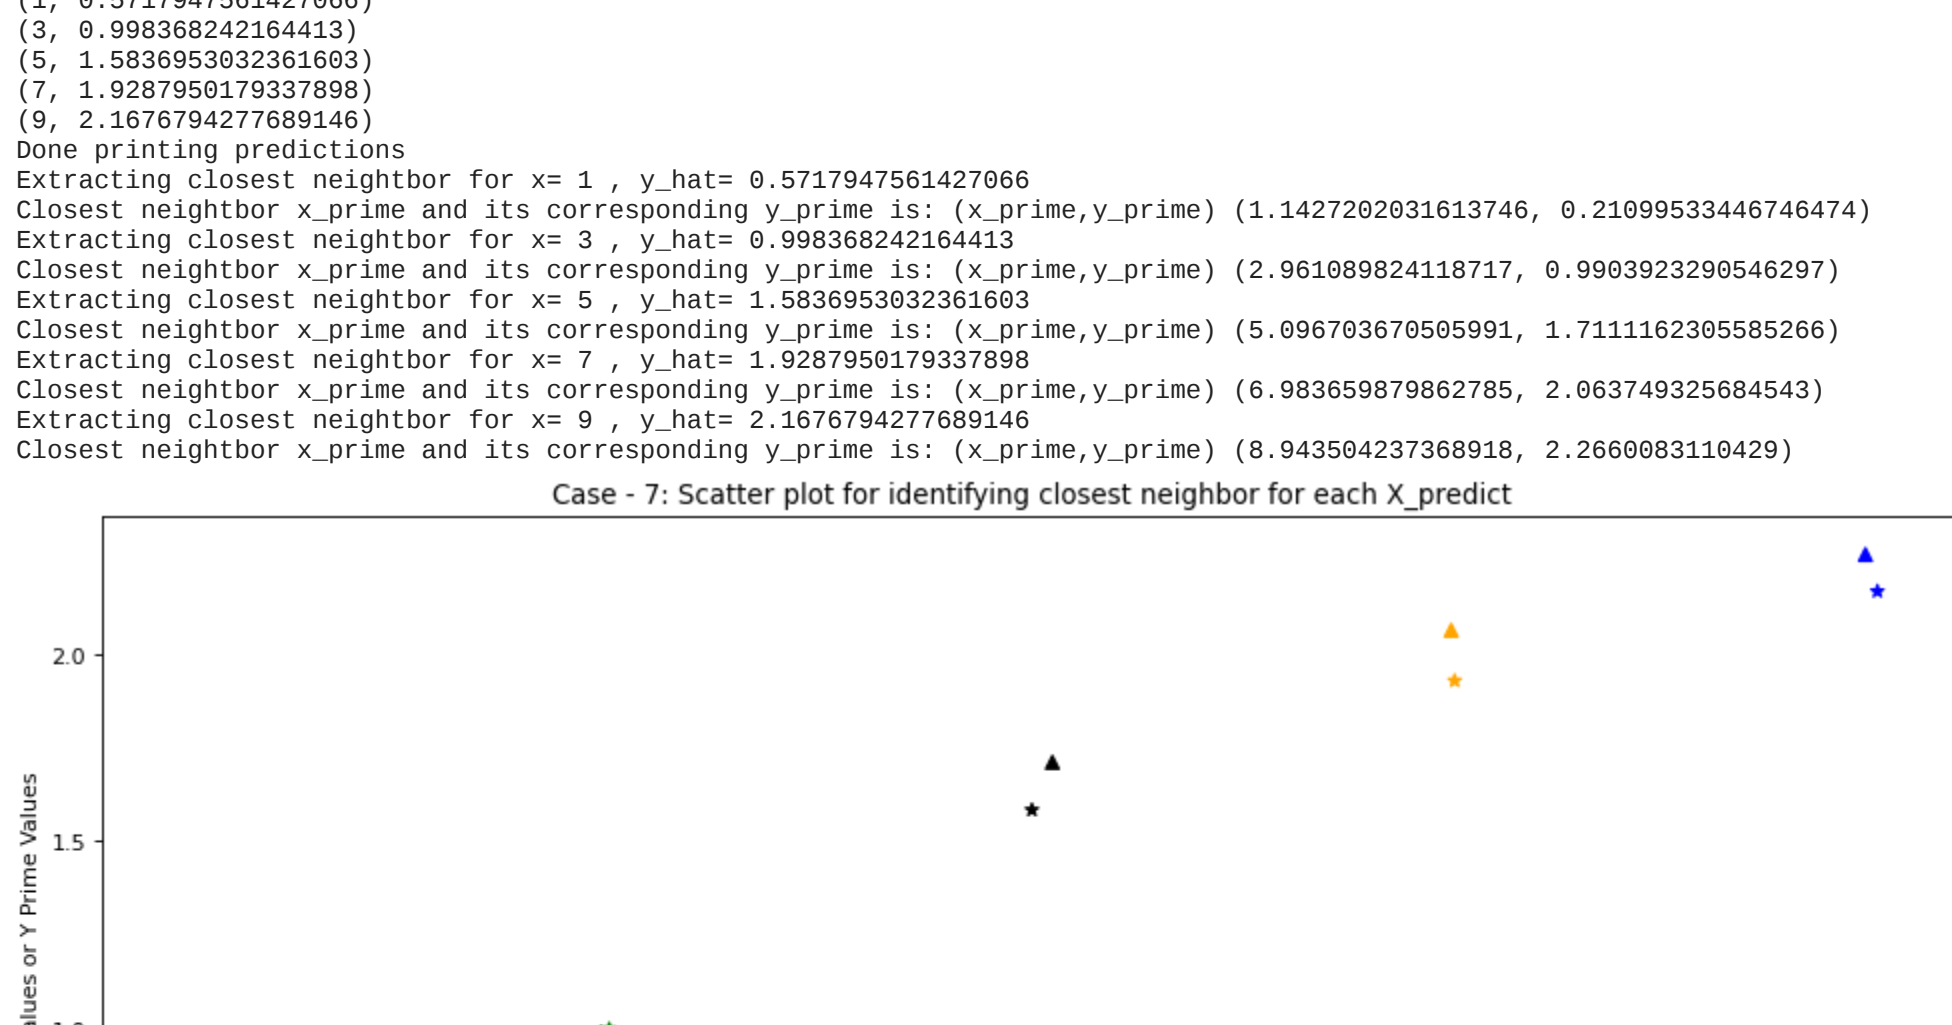 (1, 0.5717947561427066)
(3, 0.998368242164413)
(5, 1.5836953032361603)
(7, 1.9287950179337898)
(9, 2.1676794277689146)
Done printing predictions
Extracting closest neightbor for x= 1 , y_hat= 0.5717947561427066
Closest neightbor x_prime and its corresponding y_prime is: (x_prime,y_prime) (1.1427202031613746, 0.21099533446746474)
Extracting closest neightbor for x= 3 , y_hat= 0.998368242164413
Closest neightbor x_prime and its corresponding y_prime is: (x_prime,y_prime) (2.961089824118717, 0.9903923290546297)
Extracting closest neightbor for x= 5 , y_hat= 1.5836953032361603
Closest neightbor x_prime and its corresponding y_prime is: (x_prime,y_prime) (5.096703670505991, 1.7111162305585266)
Extracting closest neightbor for x= 7 , y_hat= 1.9287950179337898
Closest neightbor x_prime and its corresponding y_prime is: (x_prime,y_prime) (6.983659879862785, 2.063749325684543)
Extracting closest neightbor for x= 9 , y_hat= 2.1676794277689146
Closest neightbor x_prime and its corresponding y_prime is: (x_prime,y_prime) (8.943504237368918, 2.2660083110429)
Case - 7: Scatter plot for identifying closest neighbor for each X_predict
2.0
1.5
alues or Y Prime Values